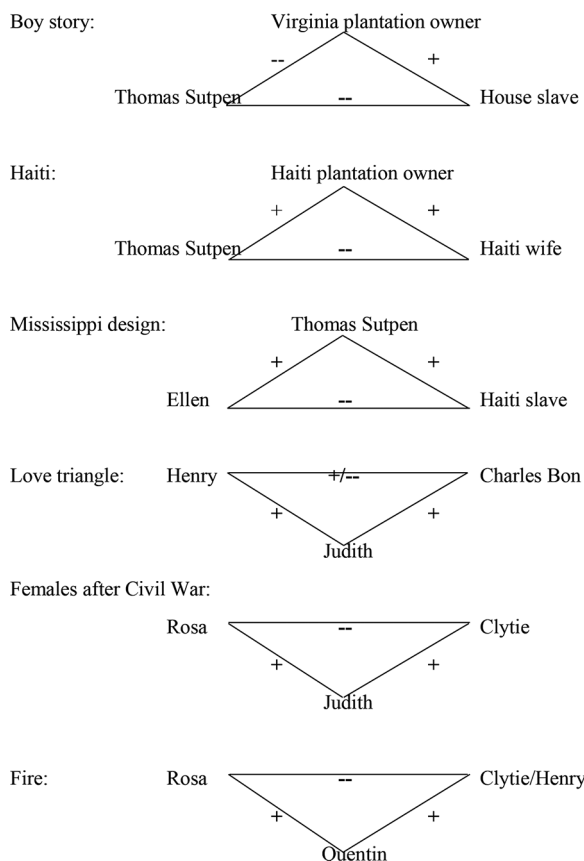 Boy story: Virginia plantation owner
-- +
Thomas Sutpen -- House slave
Haiti: Haiti plantation owner
+ +
Thomas Sutpen -- Haiti wife
Mississippi design: Thomas Sutpen
+ +
Ellen -- Haiti slave
Love triangle: Henry +/-- Charles Bon
+ +
Judith
Females after Civil War:
Rosa -- Clytie
+ +
Judith
Fire: Rosa -- Clytie/Henry
+ +
Quentin